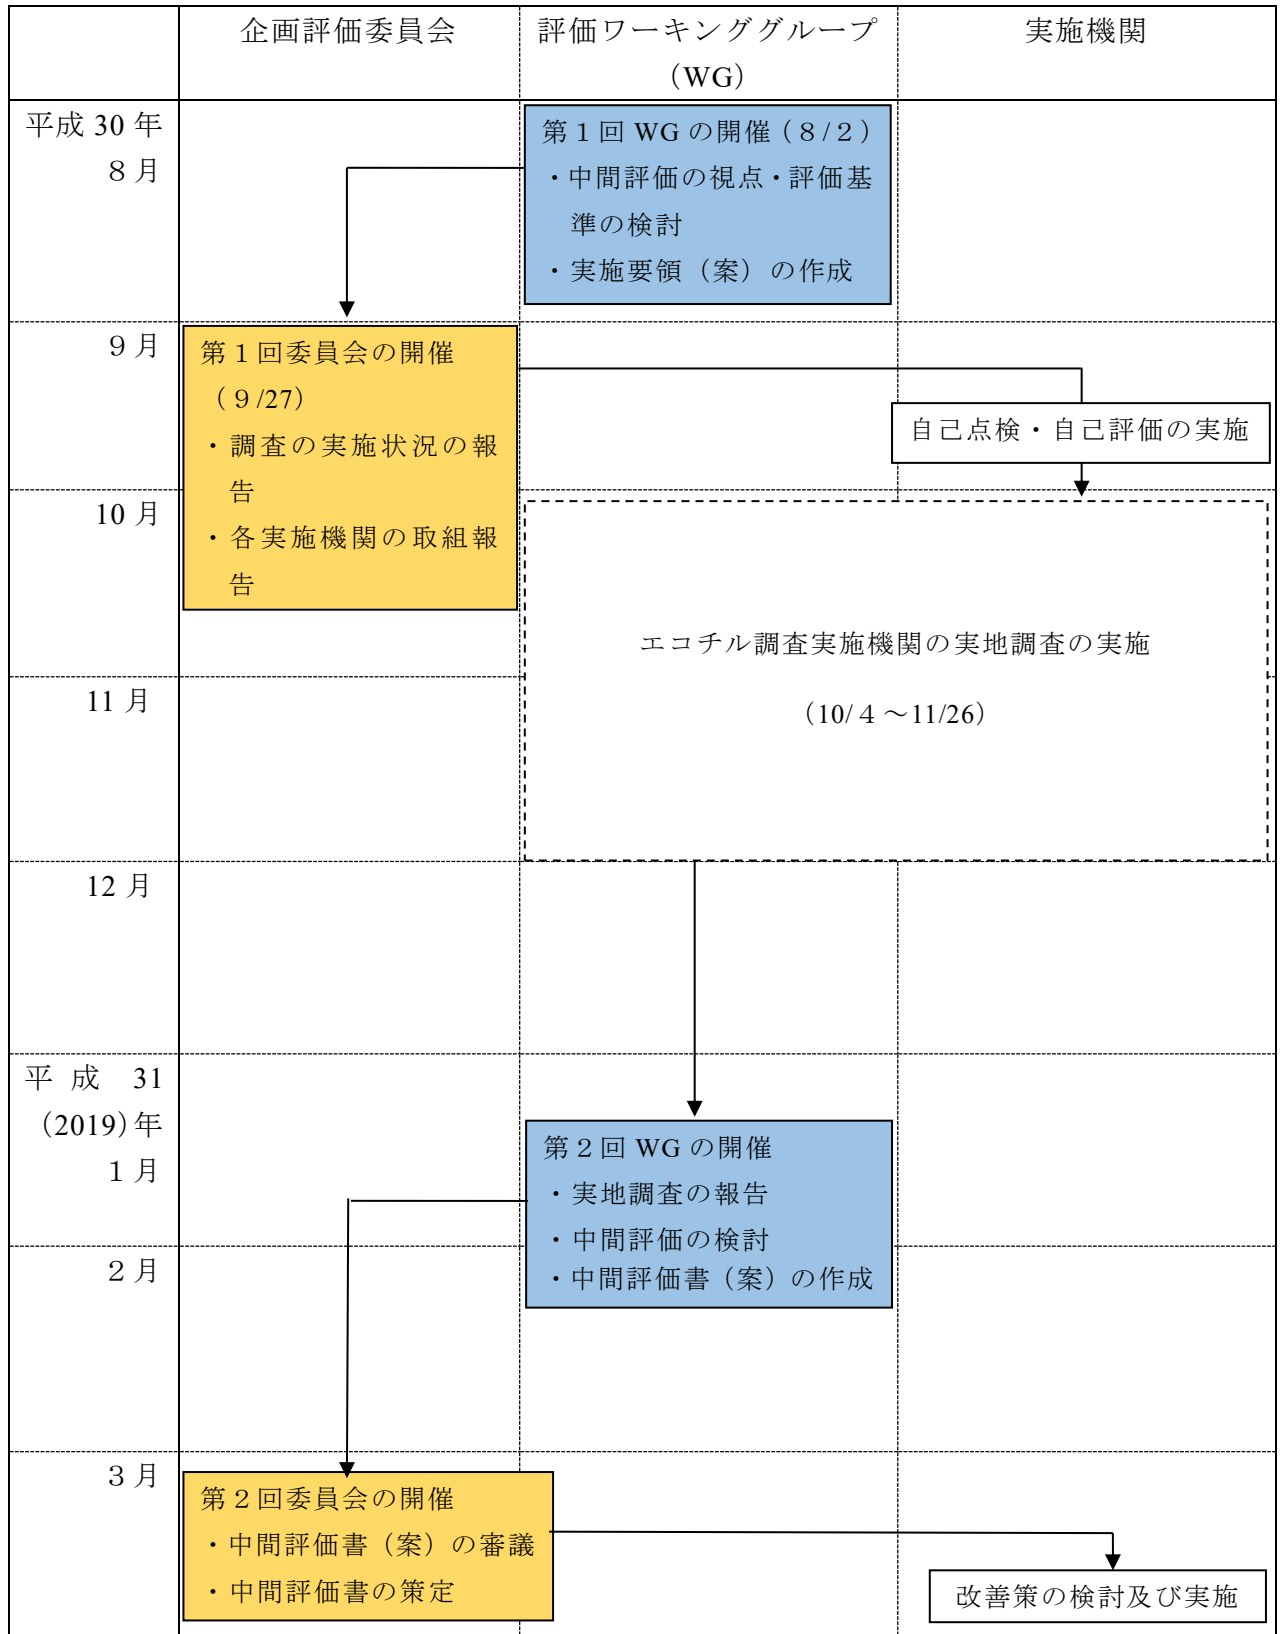 企画評価委員会
評価ワーキンググループ
（WG）
実施機関
平成 30 年
８月
第１回 WG の開催（８/２）
・中間評価の視点・評価基
準の検討
・実施要領（案）の作成
９月
第１回委員会の開催
（９/27）
・調査の実施状況の報
告
・各実施機関の取組報
告
自己点検・自己評価の実施
10 月
エコチル調査実施機関の実地調査の実施
（10/４～11/26）
11 月
12 月
平成 31
（2019）年
１月
第２回 WG の開催
・実地調査の報告
・中間評価の検討
・中間評価書（案）の作成
２月
３月
第２回委員会の開催
・中間評価書（案）の審議
・中間評価書の策定
改善策の検討及び実施